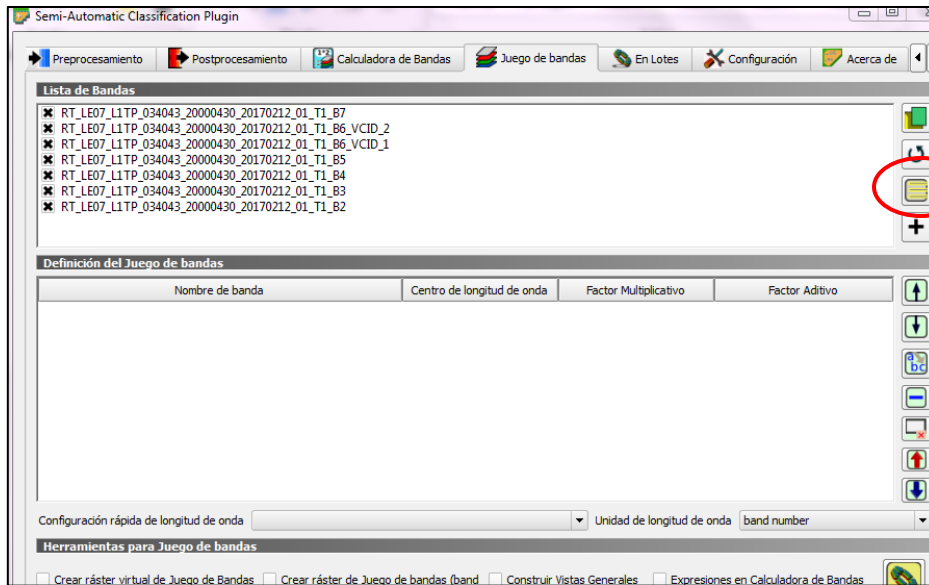 Semi-Automatic Classification Plugin
Preprocesamiento Postprocesamiento Calculadora de Bandas Juego de bandas En Lotes Configuración Acerca de
Lista de Bandas
RT_LE07_L1TP_034043_20000430_20170212_01_T1_B7
RT_LE07_L1TP_034043_20000430_20170212_01_T1_B6_VCID_2
RT_LE07_L1TP_034043_20000430_20170212_01_T1_B6_VCID_1
RT_LE07_L1TP_034043_20000430_20170212_01_T1_B5
RT_LE07_L1TP_034043_20000430_20170212_01_T1_B4
RT_LE07_L1TP_034043_20000430_20170212_01_T1_B3
RT_LE07_L1TP_034043_20000430_20170212_01_T1_B2
Definición del Juego de bandas
Nombre de banda Centro de longitud de onda Factor Multiplicativo Factor Aditivo
Configuración rápida de longitud de onda Unidad de longitud de onda band number
Herramientas para Juego de bandas
Crear ráster virtual de Juego de Bandas Crear ráster de Juego de bandas (band Construir Vistas Generales Expresiones en Calculadora de Bandas